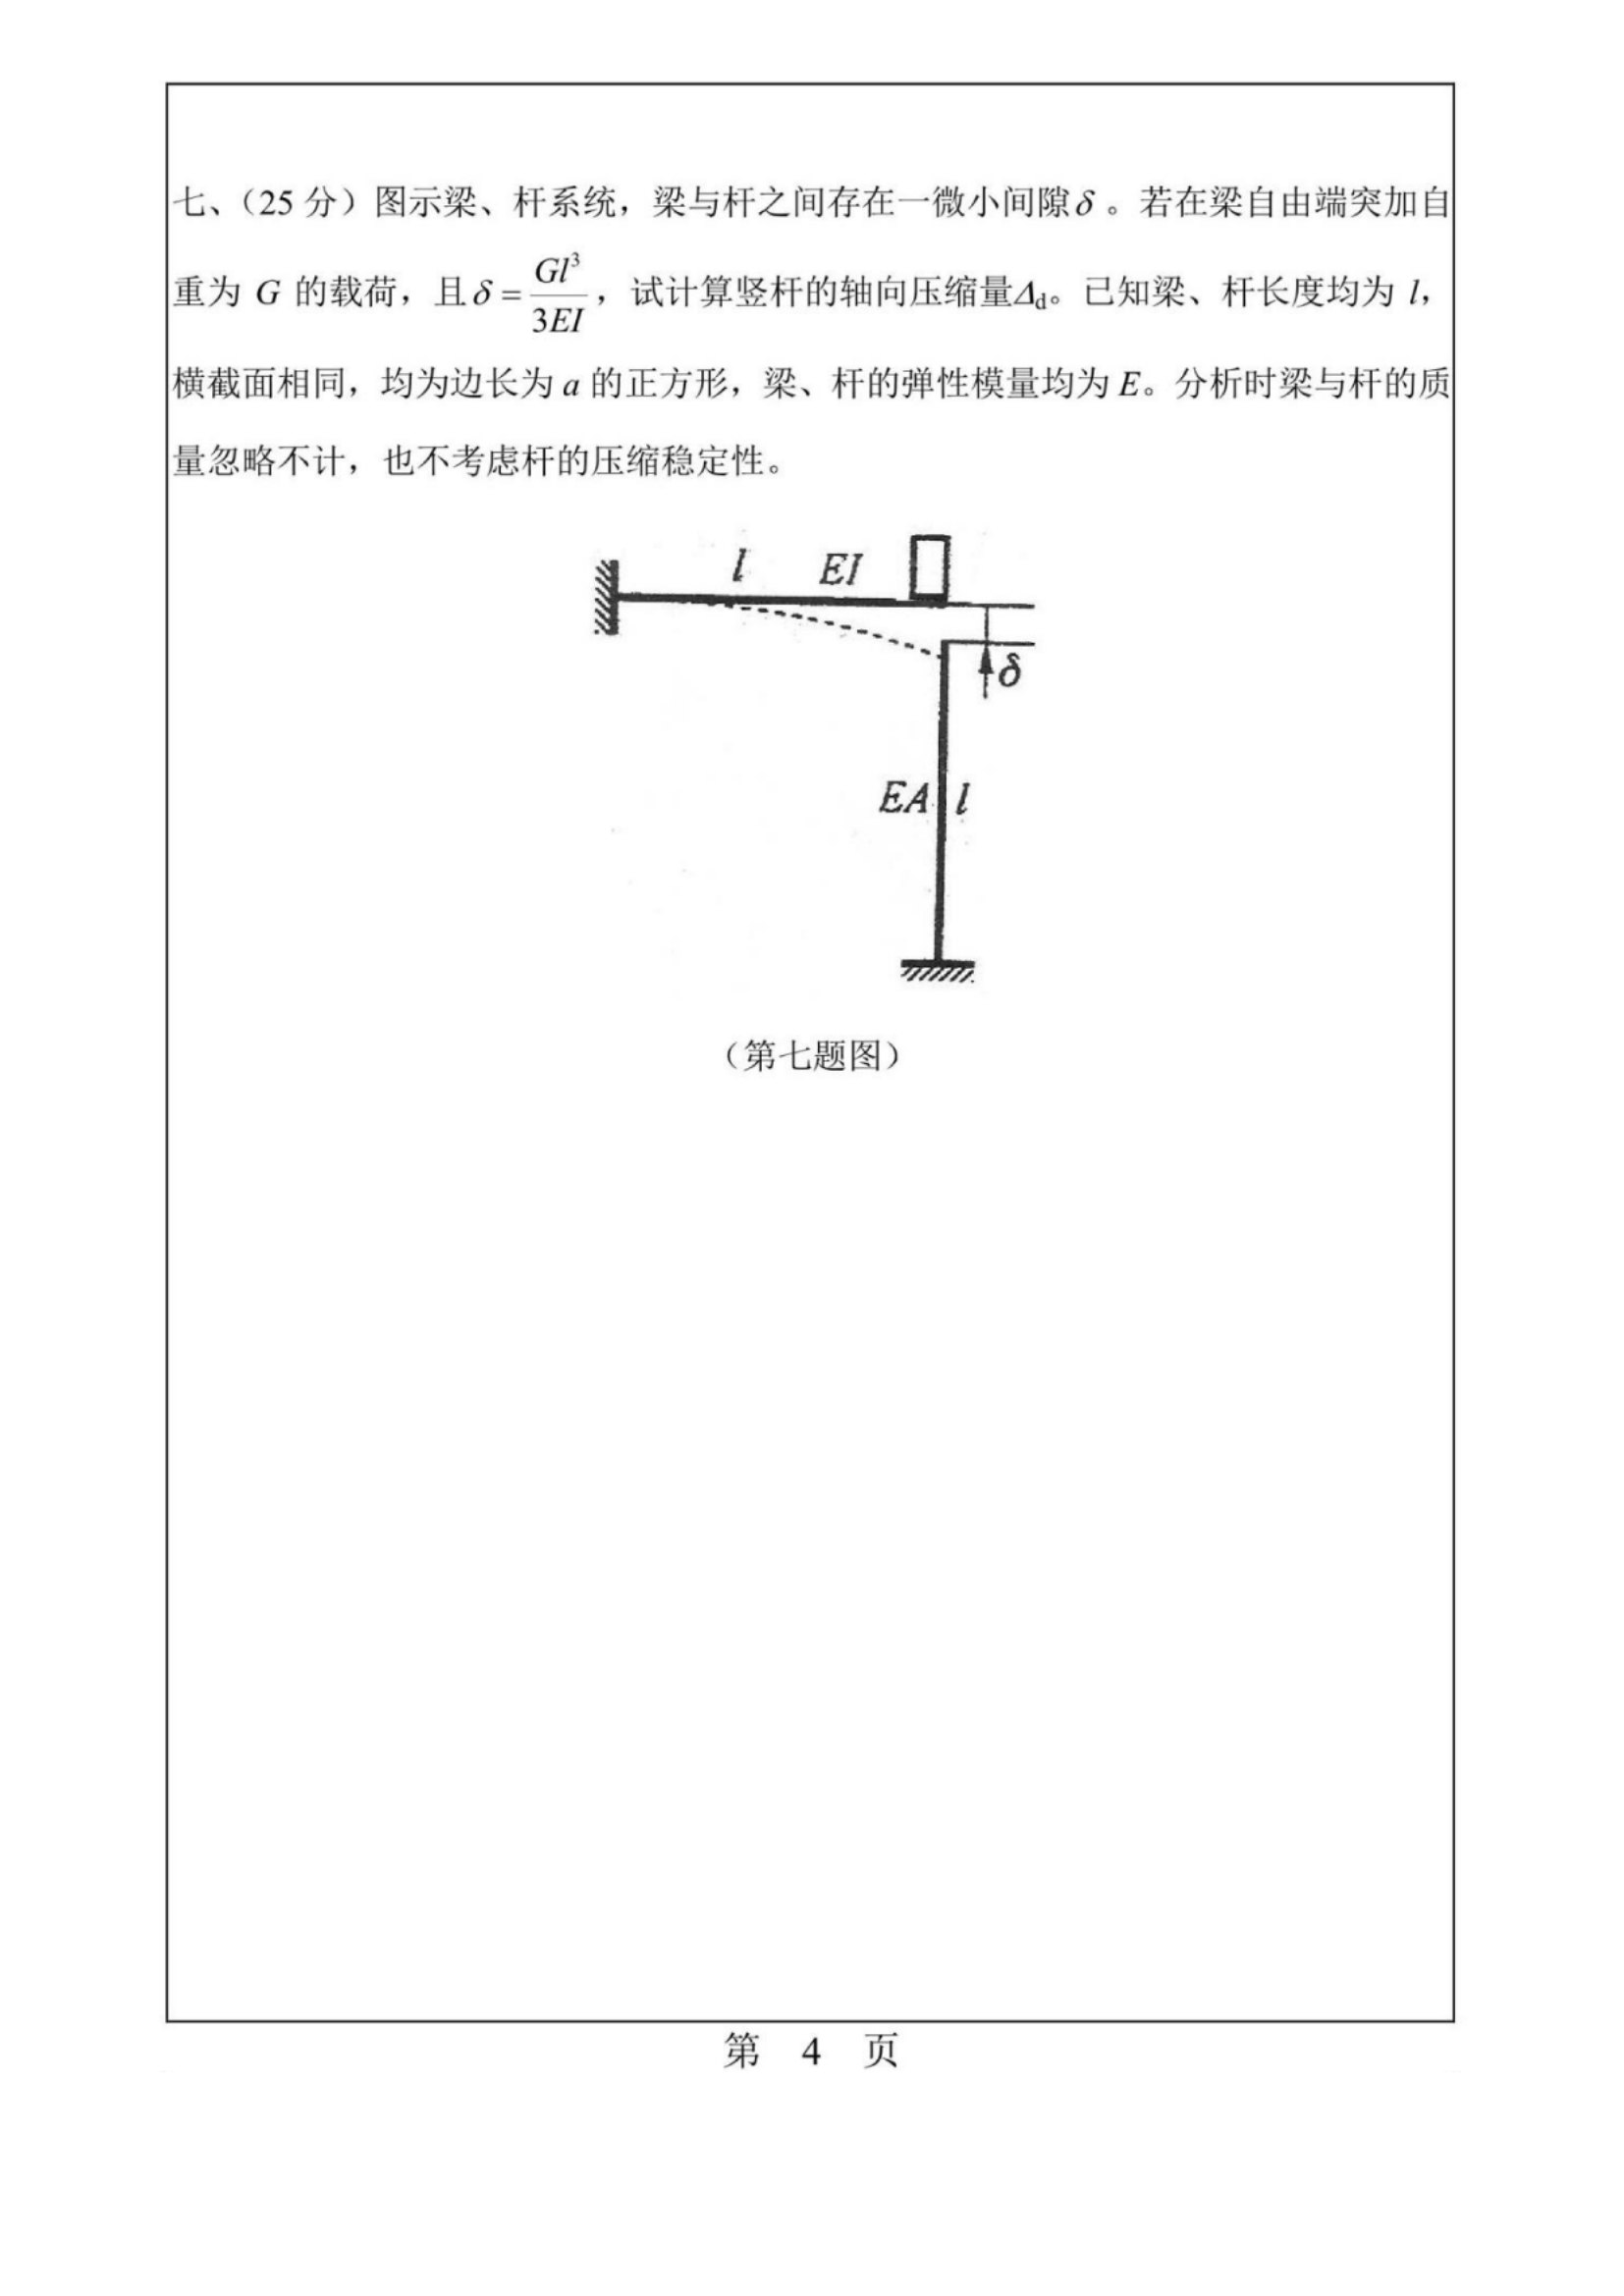 七、（25 分）图示梁、杆系统，梁与杆之间存在一微小间隙δ 。若在梁自由端突加自
重为 G 的载荷，且δ = Gl³/3EI，试计算竖杆的轴向压缩量Δd。已知梁、杆长度均为 l，
横截面相同，均为边长为 a 的正方形，梁、杆的弹性模量均为 E。分析时梁与杆的质
量忽略不计，也不考虑杆的压缩稳定性。
l EI
δ
EA l
（第七题图）
第 4 页